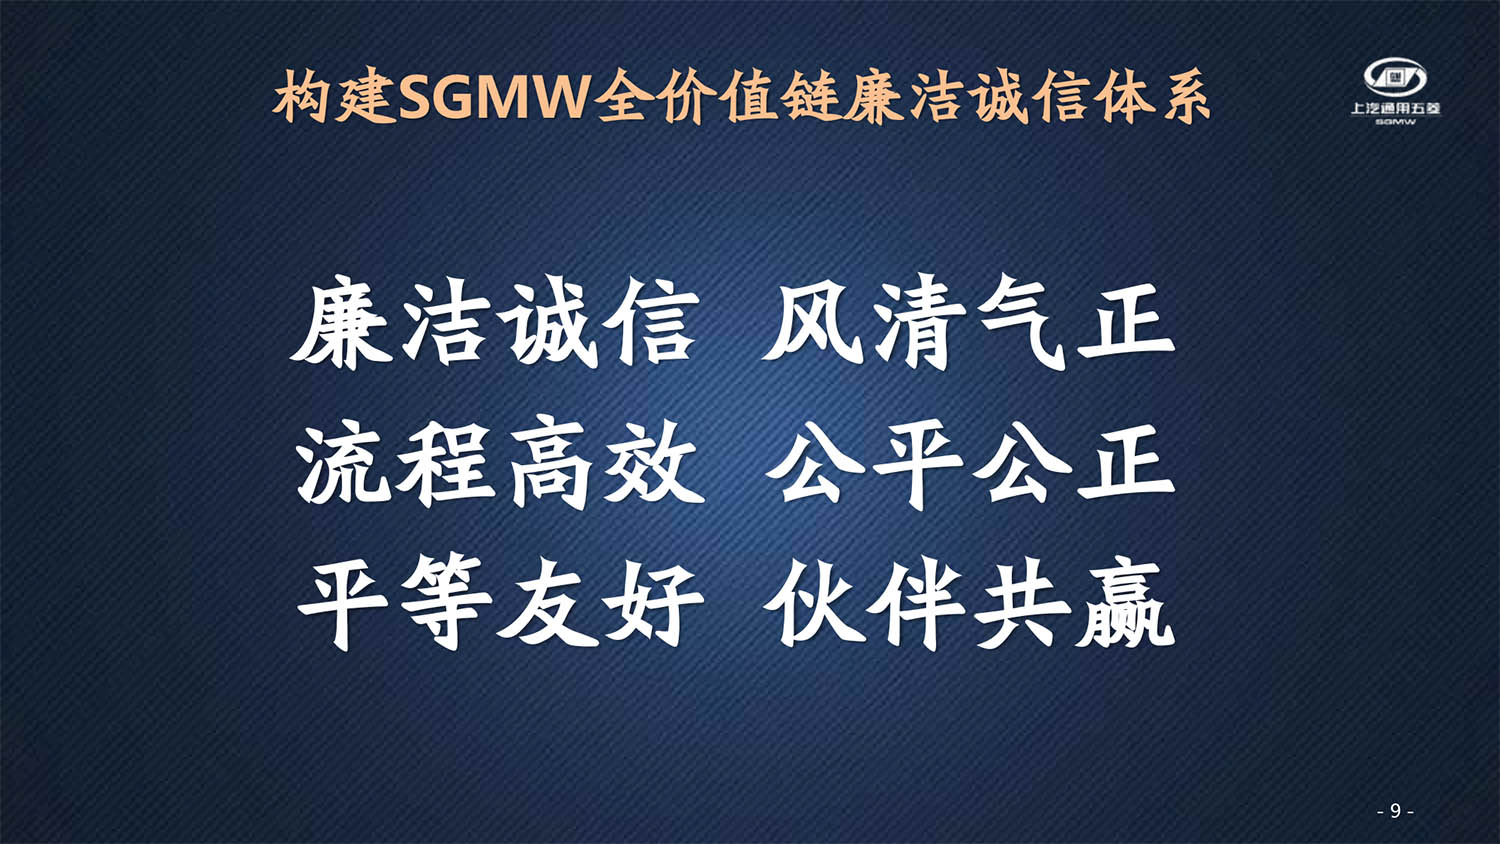 构建SGMW全价值链廉洁诚信体系
上汽通用五菱
SGMW
廉洁诚信 风清气正
流程高效 公平公正
平等友好 伙伴共赢
- 9 -